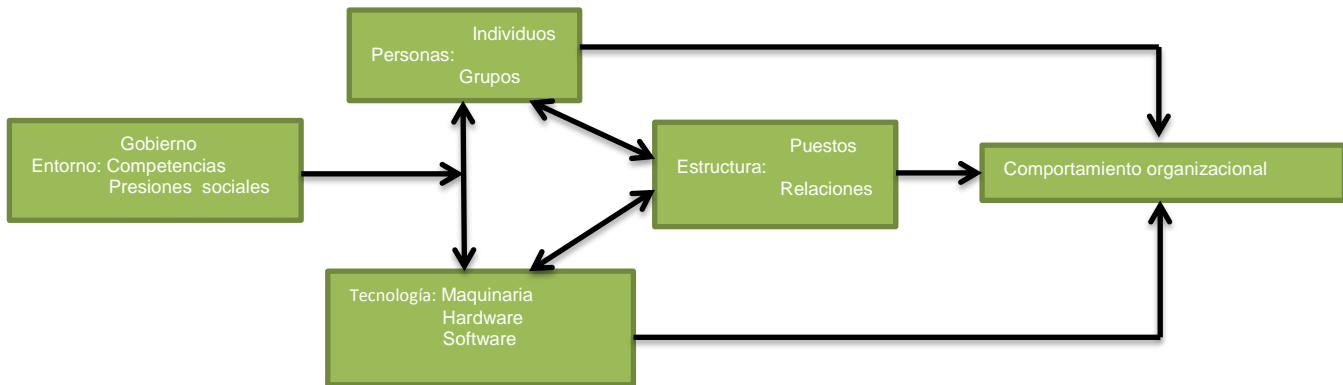 Individuos
Personas:
Grupos
Gobierno
Entorno: Competencias
Presiones sociales
Puestos
Estructura:
Relaciones
Comportamiento organizacional
Tecnología: Maquinaria
Hardware
Software